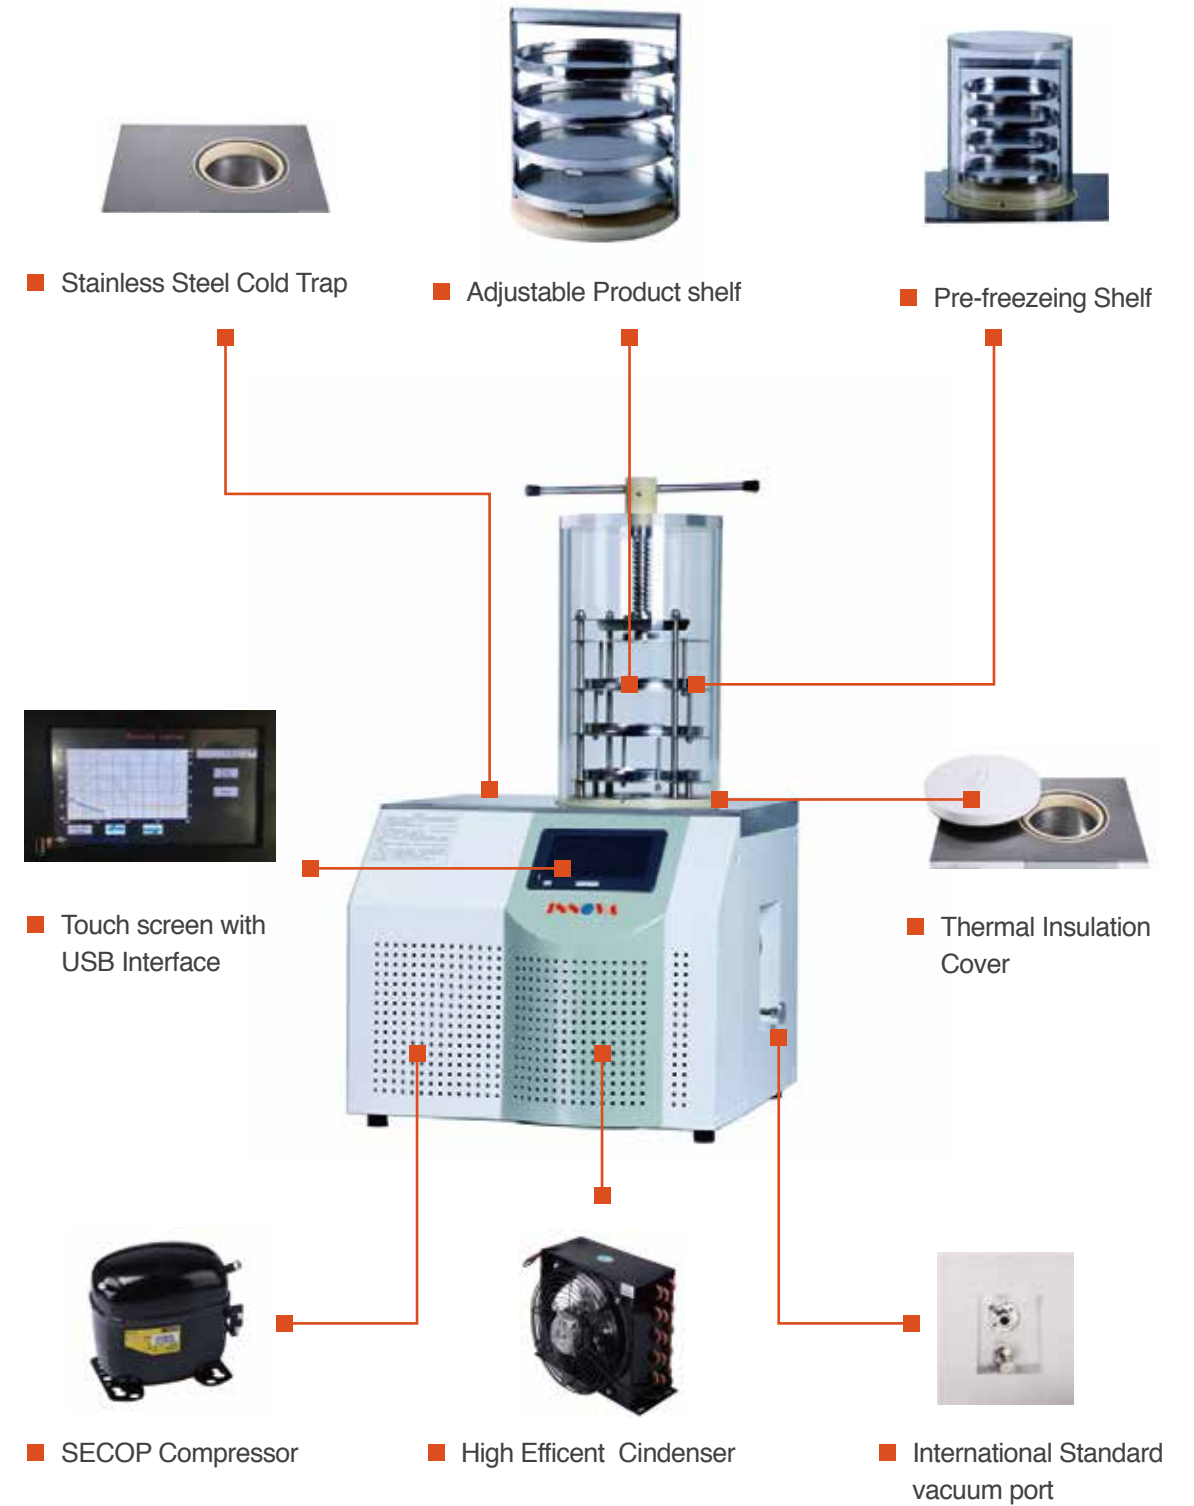 Stainless Steel Cold Trap
Adjustable Product shelf
Pre-freezeing Shelf
Touch screen with
USB Interface
INNOVA
Thermal Insulation
Cover
SECOP Compressor
High Efficent Cindenser
International Standard
vacuum port